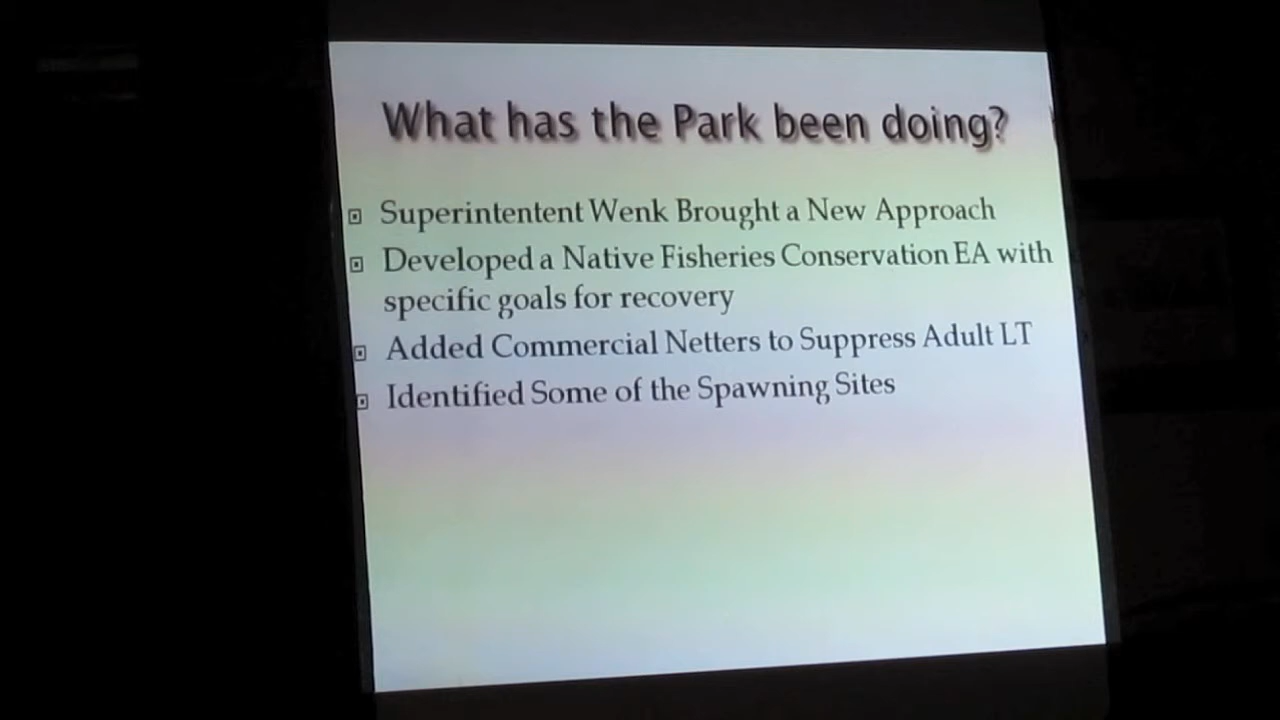 What has the Park been doing?
Superintentent Wenk Brought a New Approach
Developed a Native Fisheries Conservation EA with
specific goals for recovery
Added Commercial Netters to Suppress Adult LT
Identified Some of the Spawning Sites